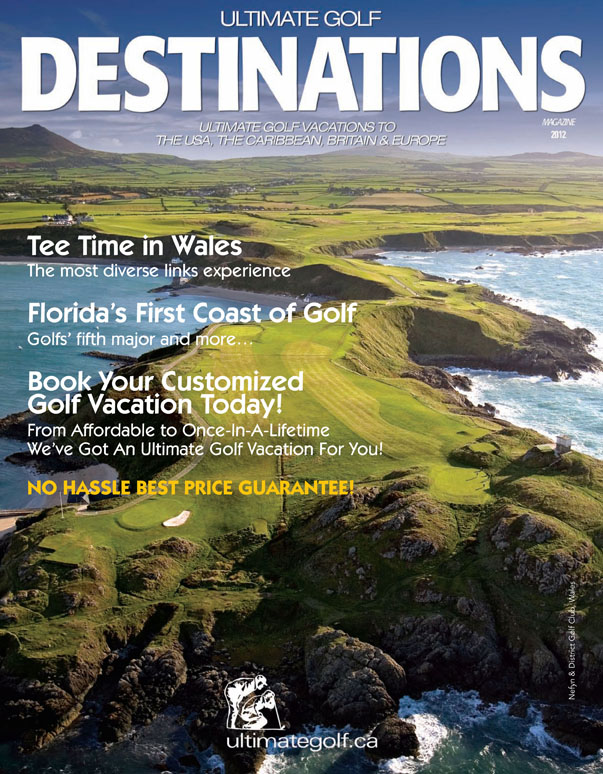 ULTIMATE GOLF
DESTINATIONS
MAGAZINE
2012
ULTIMATE GOLF VACATIONS TO
THE USA, THE CARIBBEAN, BRITAIN & EUROPE
Tee Time in Wales
The most diverse links experience
Florida's First Coast of Golf
Golfs' fifth major and more...
Book Your Customized
Golf Vacation Today!
From Affordable to Once-In-A-Lifetime
We've Got An Ultimate Golf Vacation For You!
NO HASSLE BEST PRICE GUARANTEE!
Nefyn & District Golf Club, Wales
ultimategolf.ca